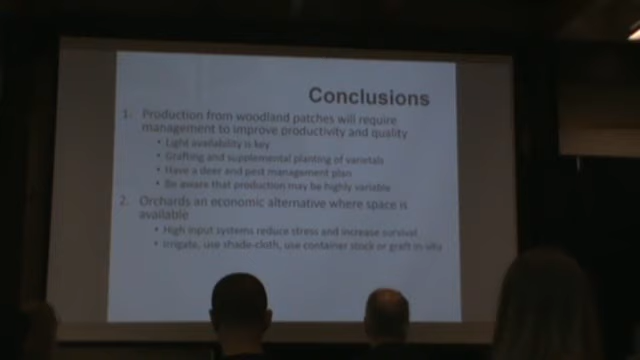 Conclusions
1. Production from woodland patches will require
management to improve productivity and quality
• Light availability is key
• Grafting and supplemental planting of varietals
• Have a deer and pest management plan
• Be aware that production may be highly variable
2. Orchards an economic alternative where space is
available
• High input systems reduce stress and increase survival
• Irrigate, use shade-cloth, use container stock or graft in-situ